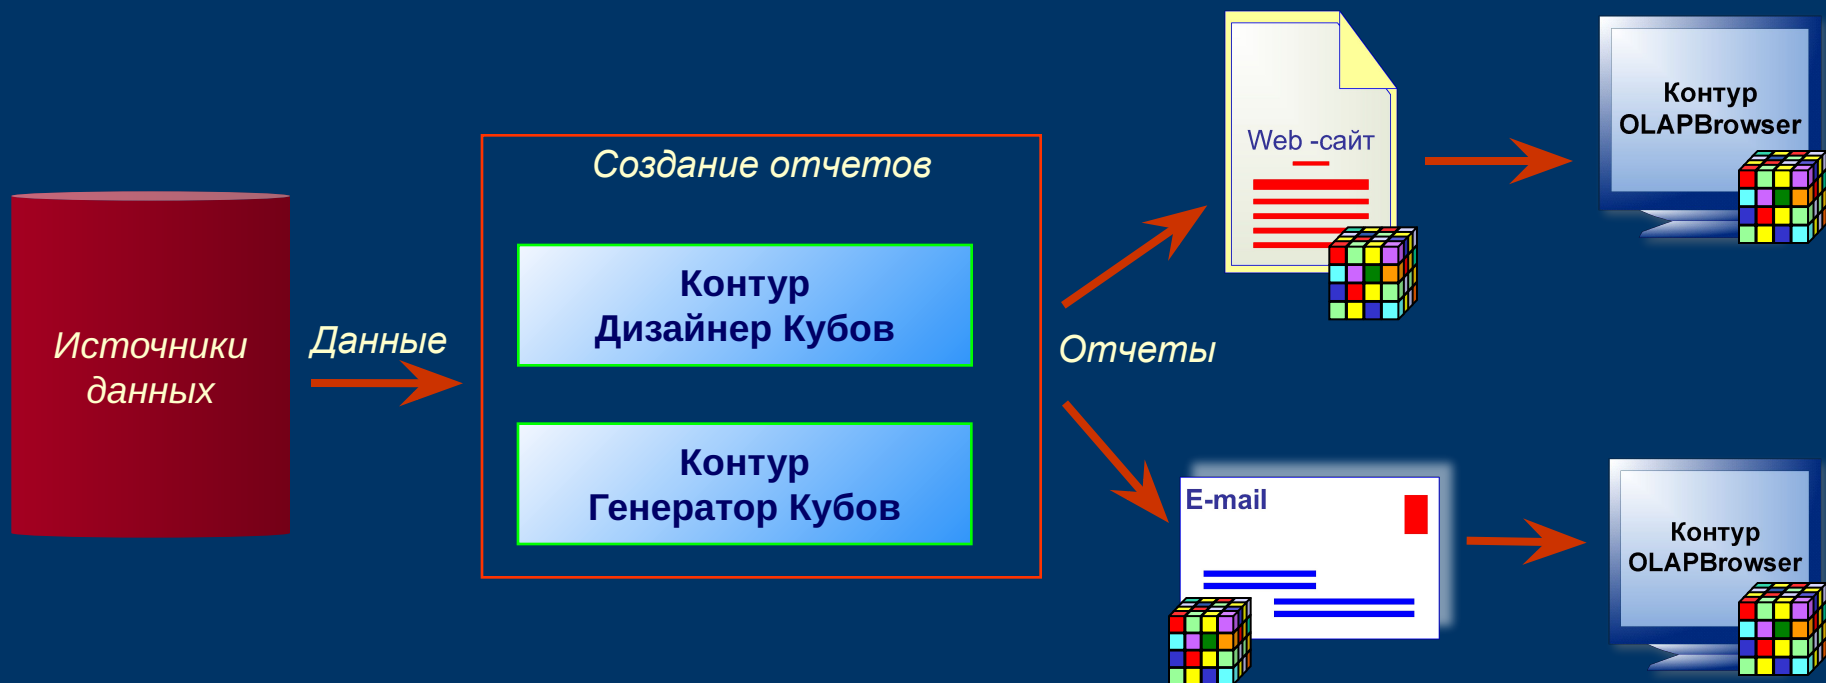 Источники
данных
Данные
Создание отчетов
Контур
Дизайнер Кубов
Контур
Генератор Кубов
Отчеты
Web -сайт
Контур
OLAPBrowser
E-mail
Контур
OLAPBrowser